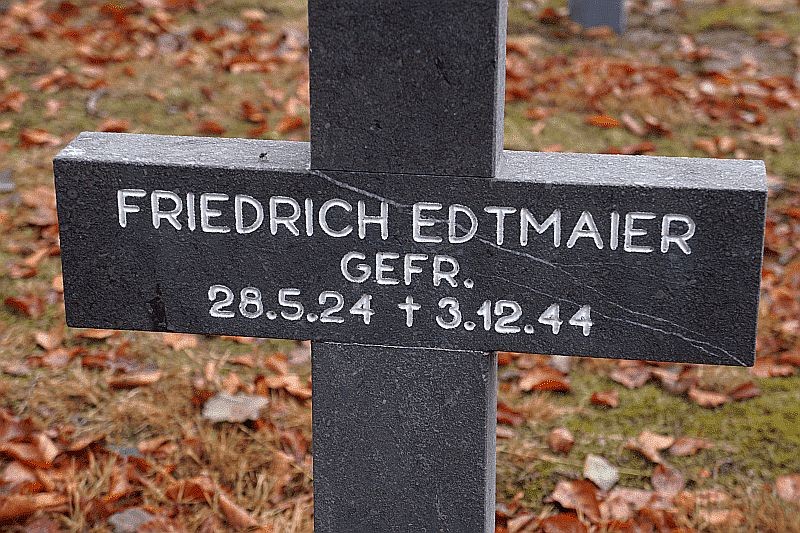 FRIEDRICH EDTMAIER
GEFR.
28.5.24 ✝ 3.12.44